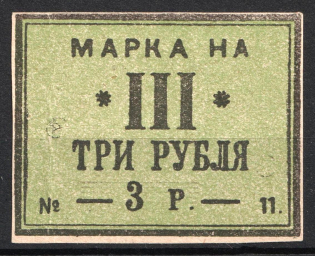 МАРКА НА
* III *
ТРИ РУБЛЯ
— 3 Р. —
№ 11.